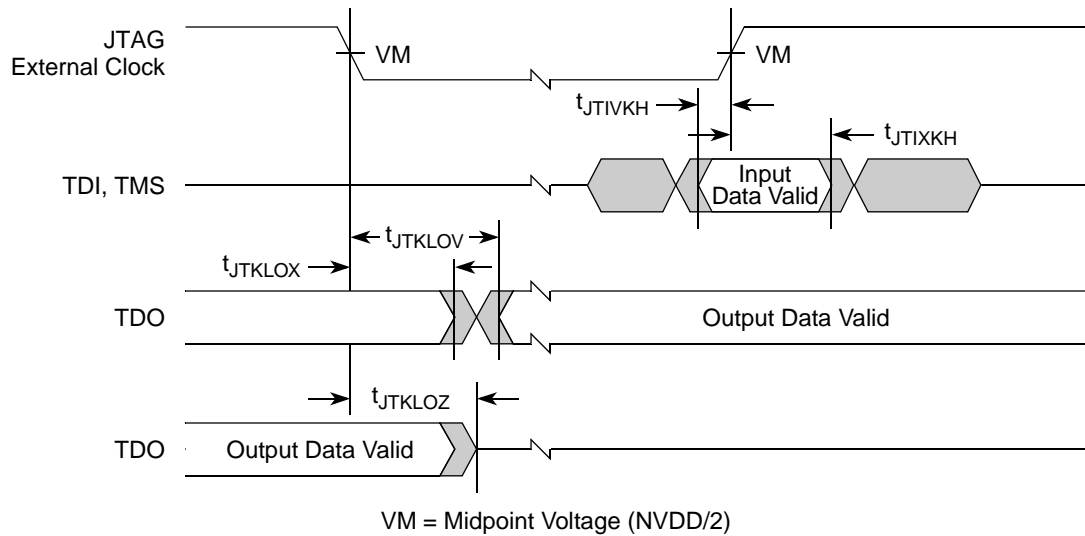 JTAG
External Clock
VM
VM
tJTIVKH
tJTIXKH
TDI, TMS
Input
Data Valid
tJTKLOV
tJTKLOX
TDO
Output Data Valid
tJTKLOZ
TDO
Output Data Valid
VM = Midpoint Voltage (NVDD/2)